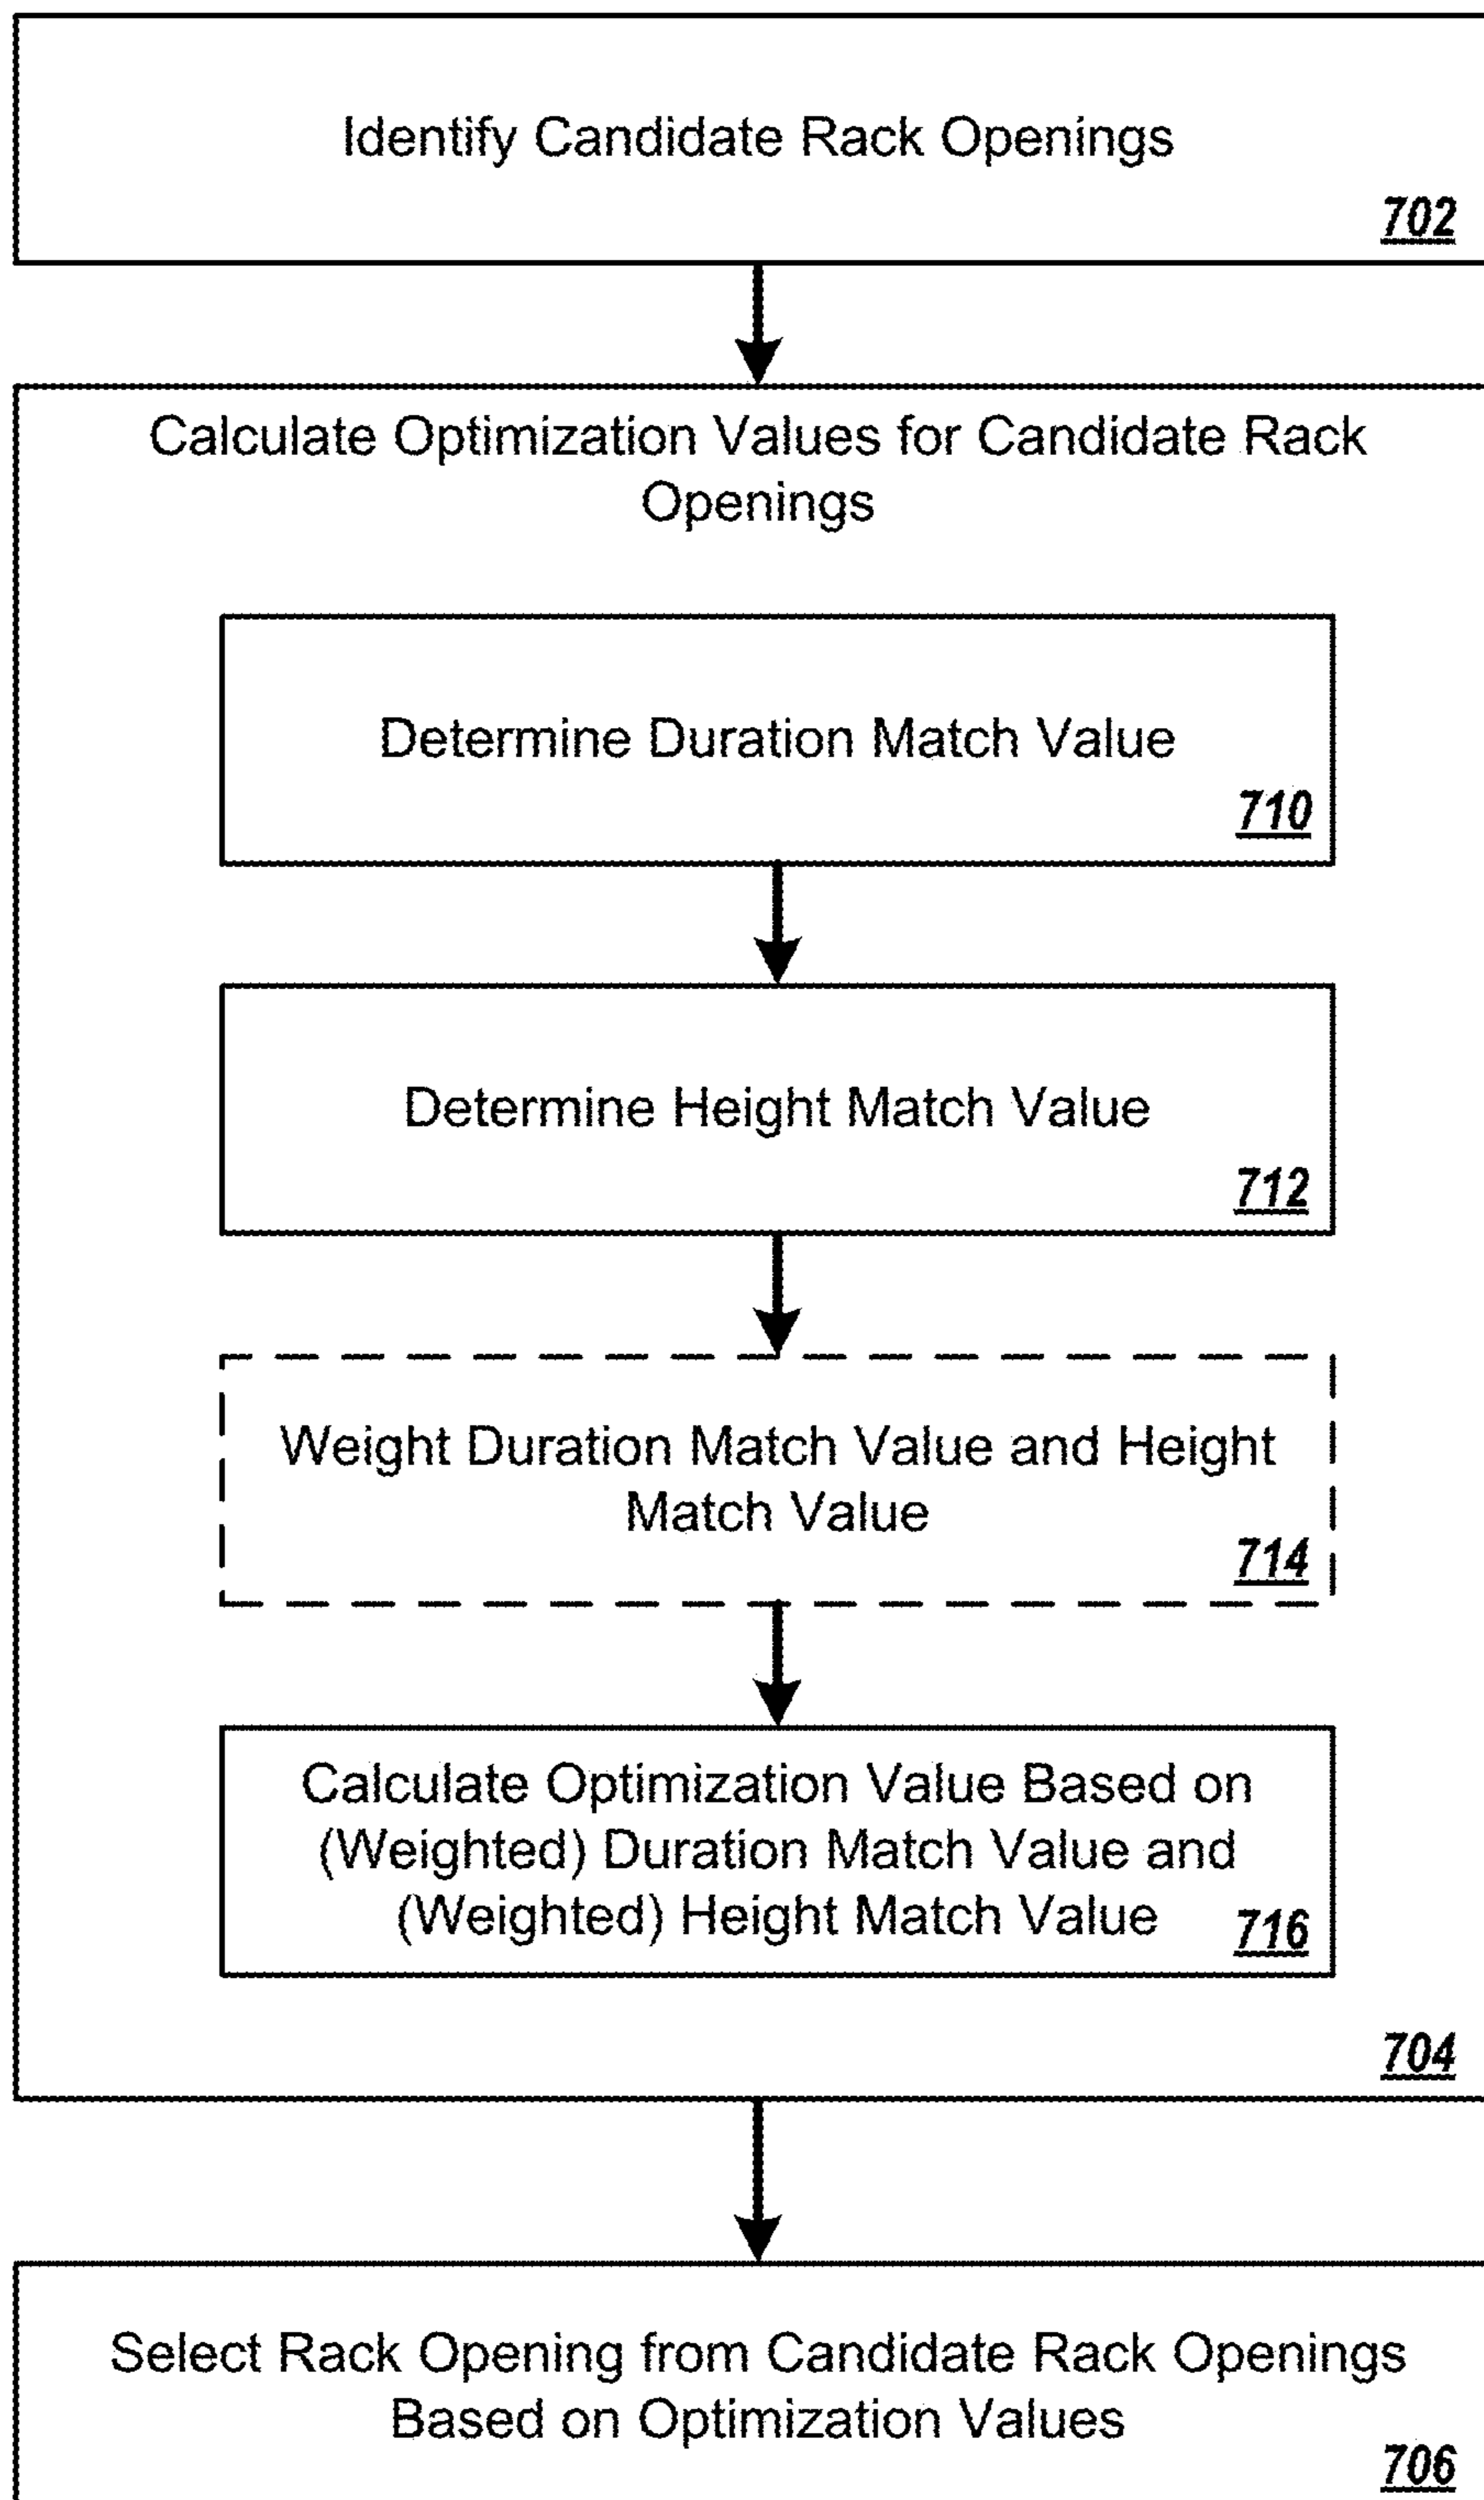 Identify Candidate Rack Openings
702
Calculate Optimization Values for Candidate Rack
Openings
Determine Duration Match Value
710
Determine Height Match Value
712
Weight Duration Match Value and Height
Match Value
714
Calculate Optimization Value Based on
(Weighted) Duration Match Value and
(Weighted) Height Match Value
716
704
Select Rack Opening from Candidate Rack Openings
Based on Optimization Values
706